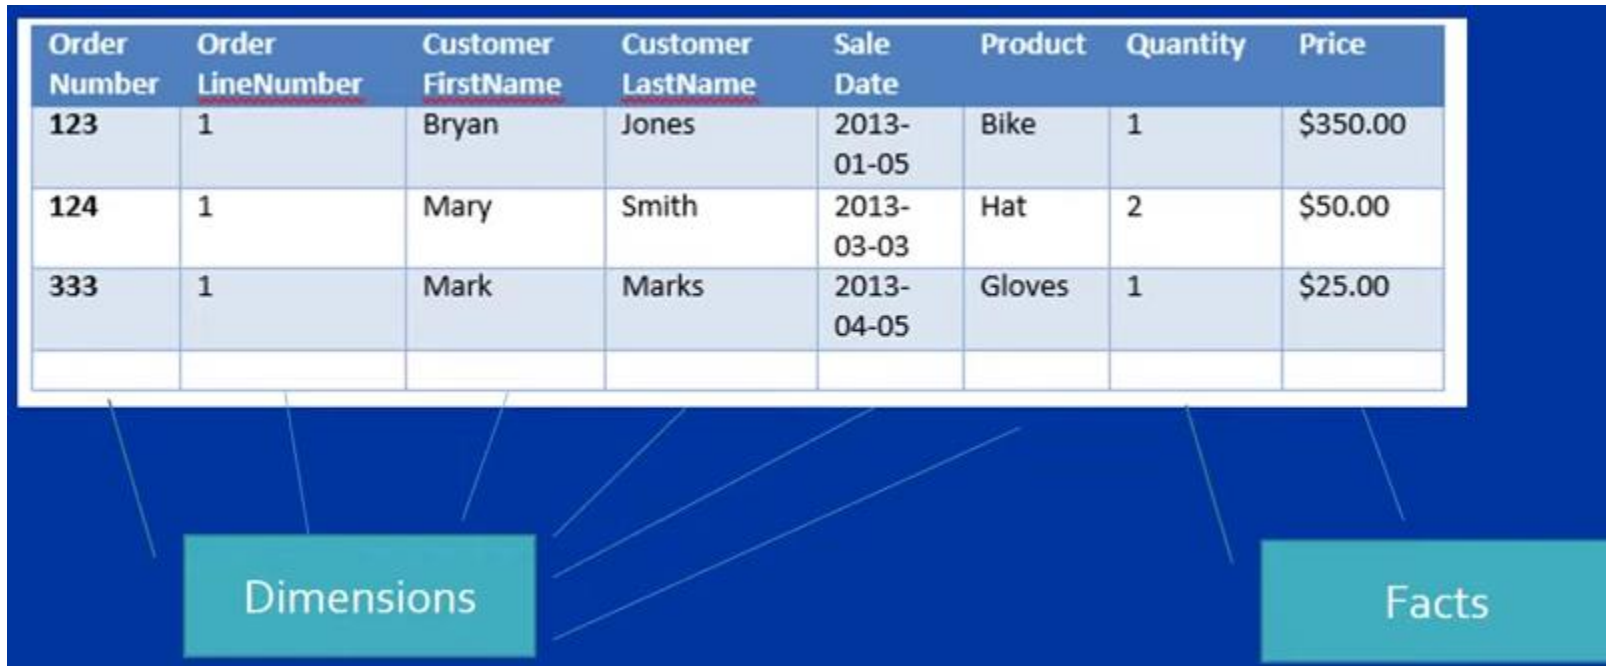 Order Order Customer Customer Sale Product Quantity Price
Number LineNumber FirstName LastName Date
123 1 Bryan Jones 2013- Bike 1 $350.00
01-05
124 1 Mary Smith 2013- Hat 2 $50.00
03-03
333 1 Mark Marks 2013- Gloves 1 $25.00
04-05
Dimensions
Facts